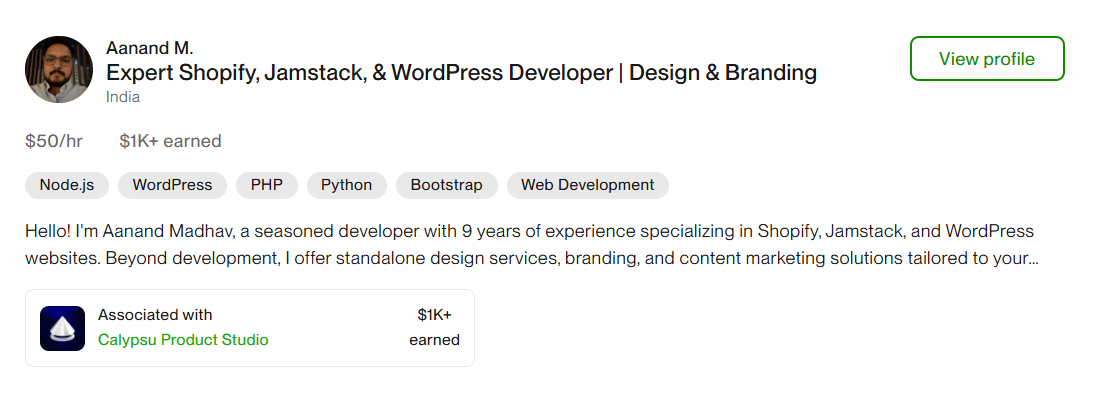 Aanand M.
Expert Shopify, Jamstack, & WordPress Developer | Design & Branding
India
View profile
$50/hr $1K+ earned
Node.js WordPress PHP Python Bootstrap Web Development
Hello! I'm Aanand Madhav, a seasoned developer with 9 years of experience specializing in Shopify, Jamstack, and WordPress
websites. Beyond development, I offer standalone design services, branding, and content marketing solutions tailored to your...
Associated with
Calypsu Product Studio
$1K+
earned